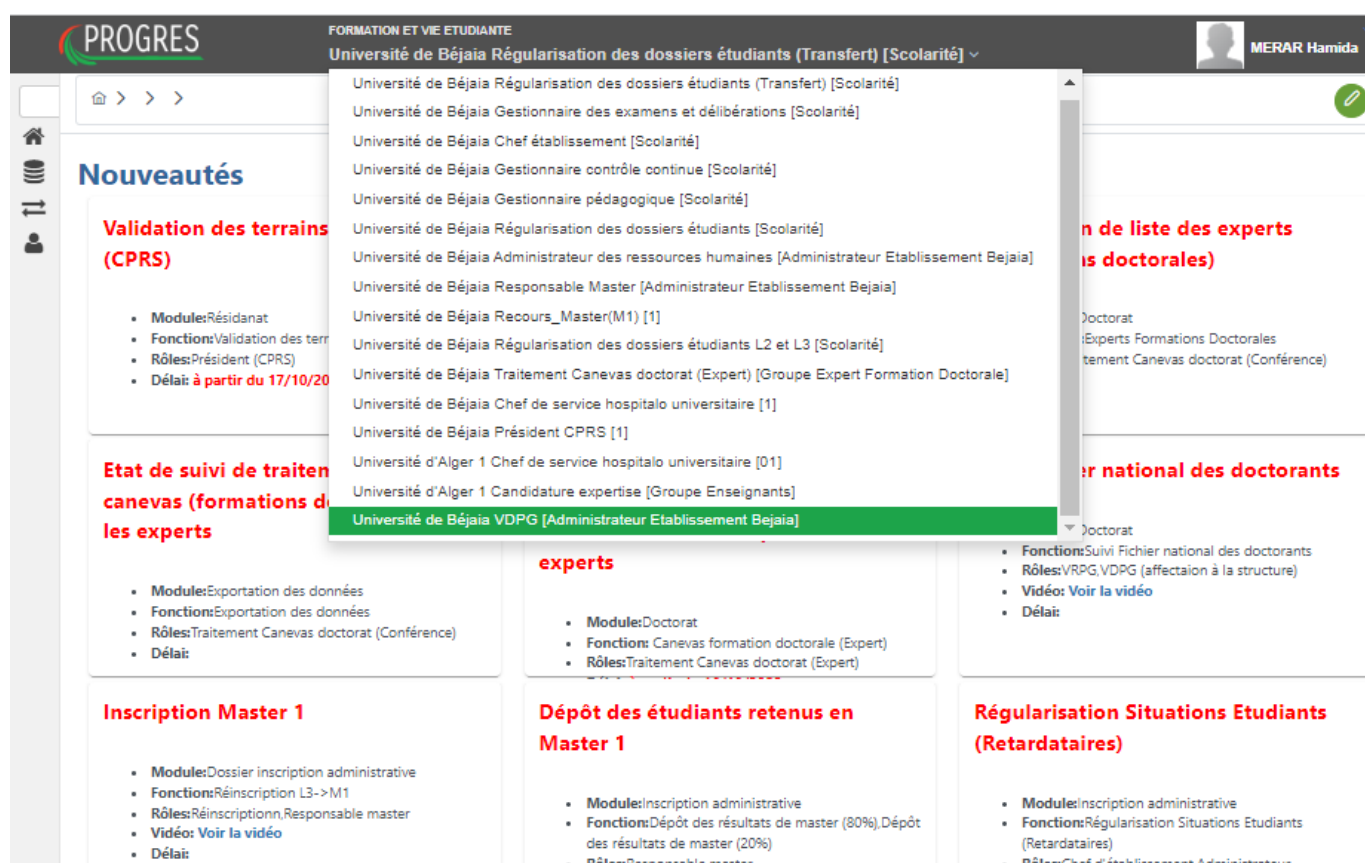 PROGRES
FORMATION ET VIE ETUDIANTE
Université de Béjaia Régularisation des dossiers étudiants (Transfert) [Scolarité]
MERAR Hamida
Université de Béjaia Régularisation des dossiers étudiants (Transfert) [Scolarité]
Université de Béjaia Gestionnaire des examens et délibérations [Scolarité]
Université de Béjaia Chef établissement [Scolarité]
Université de Béjaia Gestionnaire contrôle continue [Scolarité]
Université de Béjaia Gestionnaire pédagogique [Scolarité]
Université de Béjaia Régularisation des dossiers étudiants [Scolarité]
Université de Béjaia Administrateur des ressources humaines [Administrateur Etablissement Bejaia]
Université de Béjaia Responsable Master [Administrateur Etablissement Bejaia]
Université de Béjaia Recours_Master(M1) [1]
Université de Béjaia Régularisation des dossiers étudiants L2 et L3 [Scolarité]
Université de Béjaia Traitement Canevas doctorat (Expert) [Groupe Expert Formation Doctorale]
Université de Béjaia Chef de service hospitalo universitaire [1]
Université de Béjaia Président CPRS [1]
Université d'Alger 1 Chef de service hospitalo universitaire [01]
Université d'Alger 1 Candidature expertise [Groupe Enseignants]
Université de Béjaia VDPG [Administrateur Etablissement Bejaia]
Nouveautés
Validation des terrains
(CPRS)
Module:Résidanat
Fonction:Validation des terr
Rôles:Président (CPRS)
Délai: à partir du 17/10/20
n de liste des experts
s doctorales)
Doctorat
:Experts Formations Doctorales
tement Canevas doctorat (Conférence)
Etat de suivi de traiten
canevas (formations d
les experts
Module:Exportation des données
Fonction:Exportation des données
Rôles:Traitement Canevas doctorat (Conférence)
Délai:
experts
Module:Doctorat
Fonction: Canevas formation doctorale (Expert)
Rôles:Traitement Canevas doctorat (Expert)
er national des doctorants
Doctorat
Fonction:Suivi Fichier national des doctorants
Rôles:VRPG,VDPG (affectaion à la structure)
Vidéo: Voir la vidéo
Délai:
Inscription Master 1
Module:Dossier inscription administrative
Fonction:Réinscription L3->M1
Rôles:Réinscriptionn,Responsable master
Vidéo: Voir la vidéo
Délai:
Dépôt des étudiants retenus en
Master 1
Module:Inscription administrative
Fonction:Dépôt des résultats de master (80%),Dépôt
des résultats de master (20%)
Rôles:Responsable master
Régularisation Situations Etudiants
(Retardataires)
Module:Inscription administrative
Fonction:Régularisation Situations Etudiants
(Retardataires)
Rôles:Chef d'établissement Administrateur